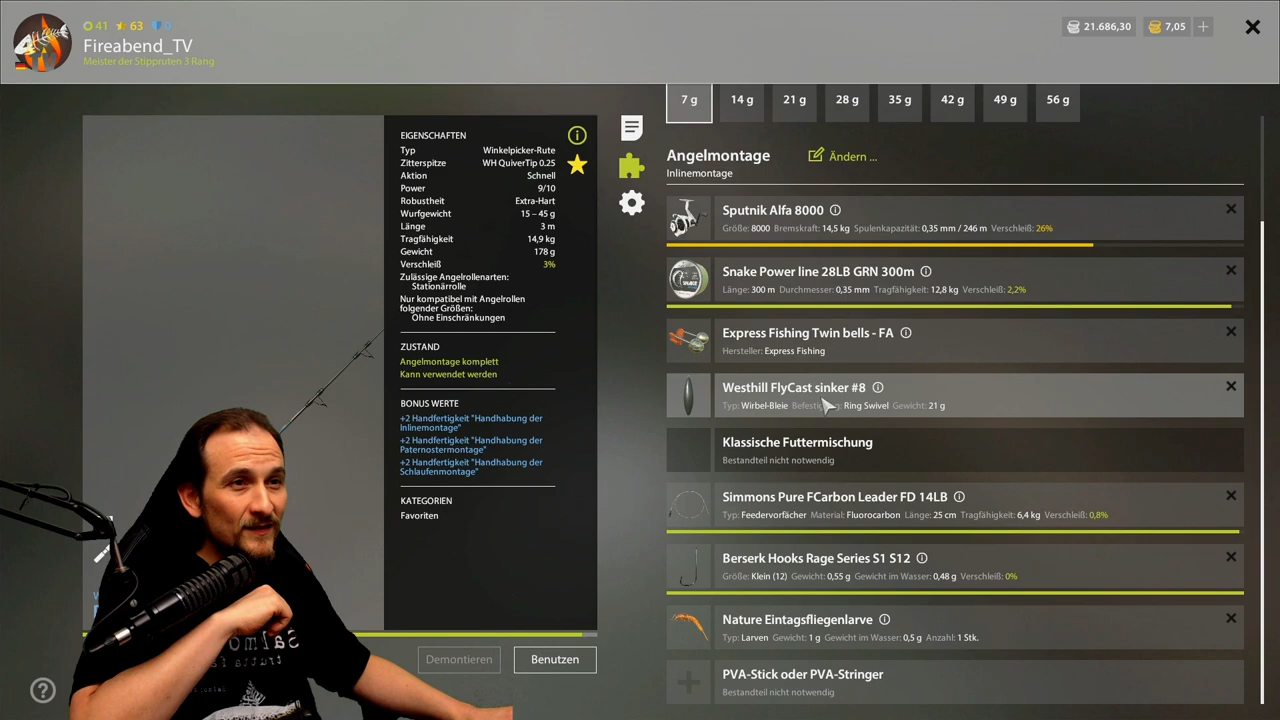 41 63 0
Fireabend_TV
Meister der Stippruten 3 Rang
21.686,30
7,05
7 g
14 g
21 g
28 g
35 g
42 g
49 g
56 g
EIGENSCHAFTEN
Typ Winkelpicker-Rute
Zitterspitze WH QuiverTip 0.25
Aktion Schnell
Power 9/10
Robustheit Extra-Hart
Wurfgewicht 15 – 45 g
Länge 3 m
Tragfähigkeit 14,9 kg
Gewicht 178 g
Verschleiß 3%
Zulässige Angelrollenarten:
Stationärrolle
Nur kompatibel mit Angelrollen
folgender Größen:
Ohne Einschränkungen
ZUSTAND
Angelmontage komplett
Kann verwendet werden
BONUS WERTE
+2 Handfertigkeit "Handhabung der
Inlinemontage"
+2 Handfertigkeit "Handhabung der
Paternostermontage"
+2 Handfertigkeit "Handhabung der
Schlaufenmontage"
KATEGORIEN
Favoriten
Demontieren
Benutzen
Angelmontage
Ändern ...
Inlinemontage
Sputnik Alfa 8000
Größe: 8000 Bremskraft: 14,5 kg Spulenkapazität: 0,35 mm / 246 m Verschleiß: 26%
Snake Power line 28LB GRN 300m
Länge: 300 m Durchmesser: 0,35 mm Tragfähigkeit: 12,8 kg Verschleiß: 2,2%
Express Fishing Twin bells - FA
Hersteller: Express Fishing
Westhill FlyCast sinker #8
Typ: Wirbel-Bleie Ring Swivel Gewicht: 21 g
Klassische Futtermischung
Bestandteil nicht notwendig
Simmons Pure FCarbon Leader FD 14LB
Typ: Feedervorfächer Material: Fluorocarbon Länge: 25 cm Tragfähigkeit: 6,4 kg Verschleiß: 0,8%
Berserk Hooks Rage Series S1 S12
Größe: Klein (12) Gewicht: 0,55 g Gewicht im Wasser: 0,48 g Verschleiß: 0%
Nature Eintagsfliegenlarve
Typ: Larven Gewicht: 1 g Gewicht im Wasser: 0,5 g Anzahl: 1 Stk.
PVA-Stick oder PVA-Stringer
Bestandteil nicht notwendig